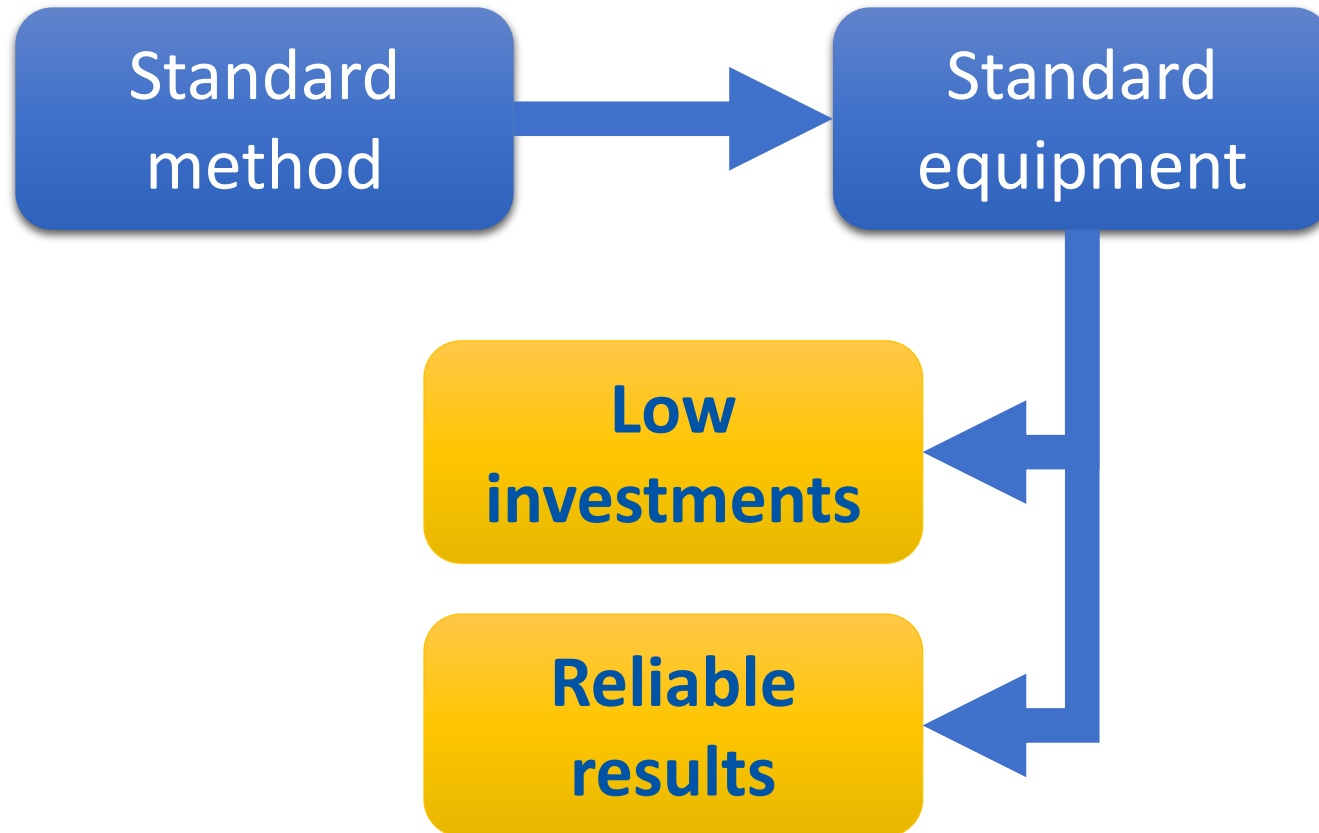 Standard
method
Standard
equipment
Low
investments
Reliable
results